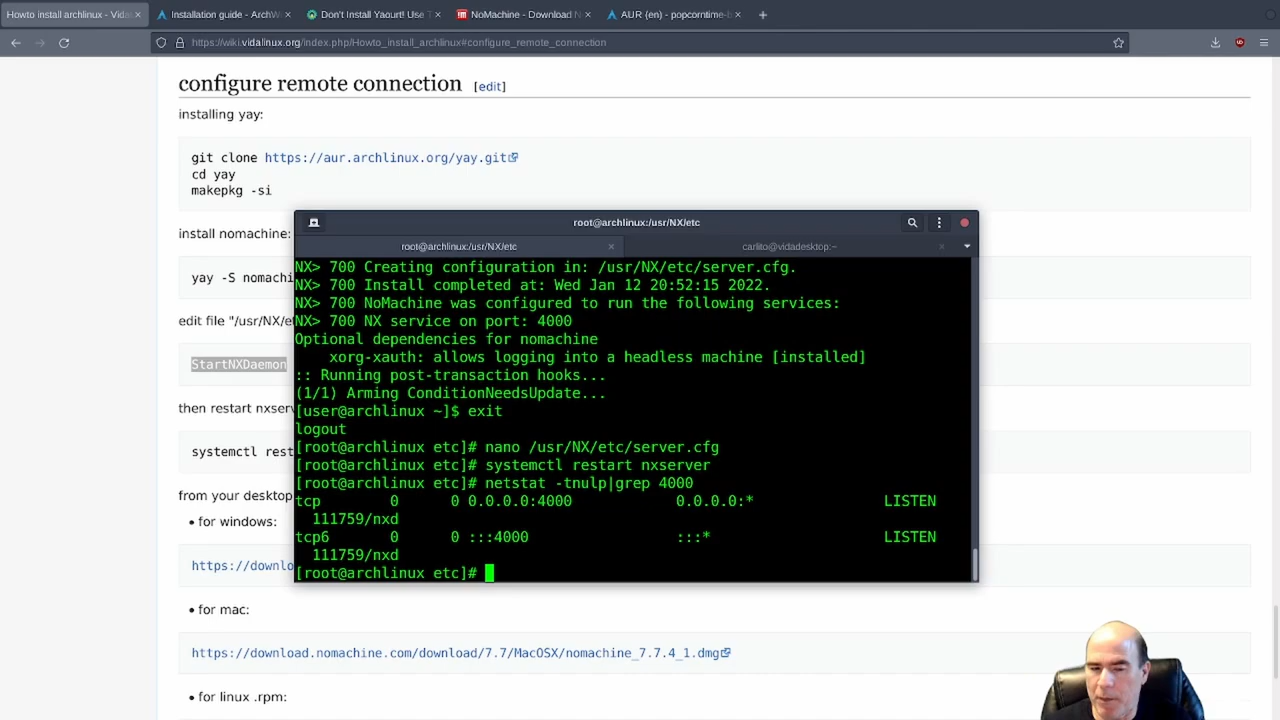 Howto install archlinux - Vida
Installation guide - ArchW
Don't Install Yaourt! Use
NoMachine - Download
AUR (en) - popcorntime-
https://wiki.vidalinux.org/index.php/Howto_install_archlinux#configure_remote_connection
configure remote connection [edit]
installing yay:
git clone https://aur.archlinux.org/yay.git
cd yay
makepkg -si
install nomachine:
yay -S nomachi
edit file "/usr/NX/et
StartNXDaemon
then restart nxserv
systemctl rest
from your desktop
• for windows:
https://downlo
• for mac:
https://download.nomachine.com/download/7.7/MacOSX/nomachine_7.7.4_1.dmg
• for linux .rpm:
root@archlinux:/usr/NX/etc
root@archlinux:/usr/NX/etc
carlito@vidadesktop:~
NX> 700 Creating configuration in: /usr/NX/etc/server.cfg.
NX> 700 Install completed at: Wed Jan 12 20:52:15 2022.
NX> 700 NoMachine was configured to run the following services:
NX> 700 NX service on port: 4000
Optional dependencies for nomachine
xorg-xauth: allows logging into a headless machine [installed]
:: Running post-transaction hooks...
(1/1) Arming ConditionNeedsUpdate...
[user@archlinux ~]$ exit
logout
[root@archlinux etc]# nano /usr/NX/etc/server.cfg
[root@archlinux etc]# systemctl restart nxserver
[root@archlinux etc]# netstat -tnulp|grep 4000
tcp 0 0 0.0.0.0:4000 0.0.0.0:* LISTEN
111759/nxd
tcp6 0 0 :::4000 :::* LISTEN
111759/nxd
[root@archlinux etc]#